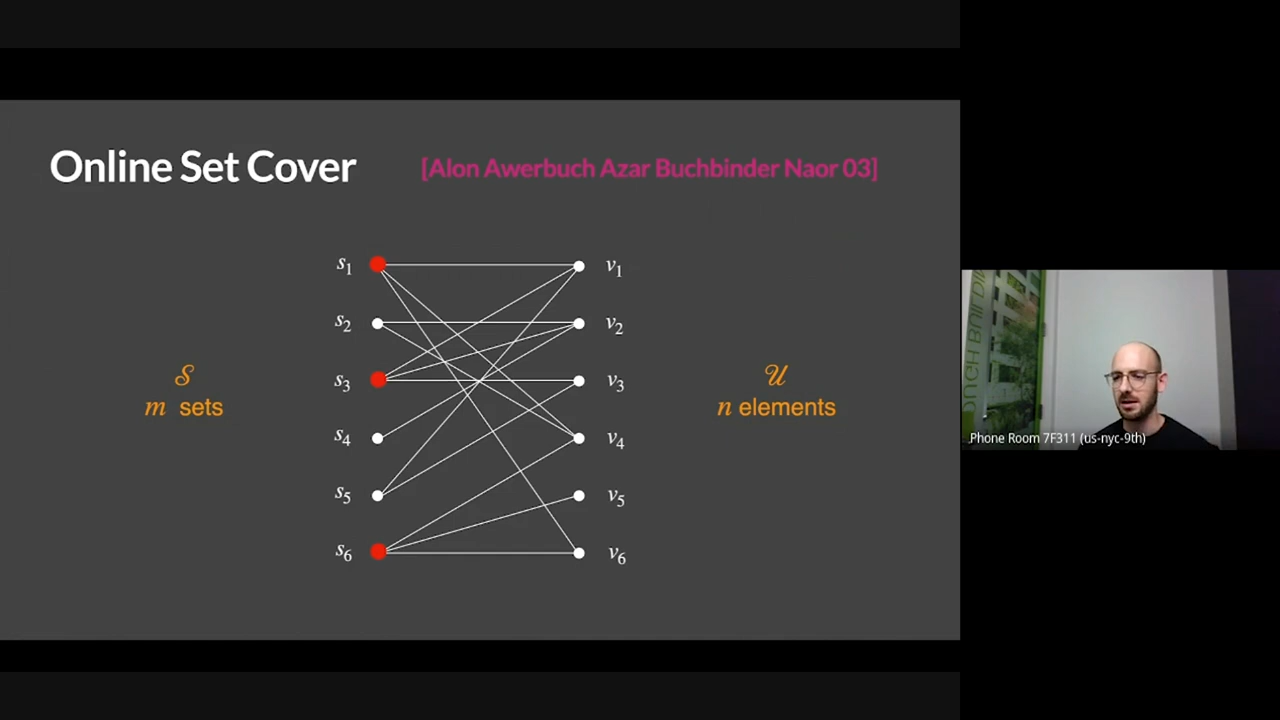 Online Set Cover
[Alon Awerbuch Azar Buchbinder Naor 03]
s1
v1
s2
v2
s3
v3
s4
v4
s5
v5
s6
v6
𝒮
m sets
𝒰
n elements
Phone Room 7F311 (us-nyc-9th)